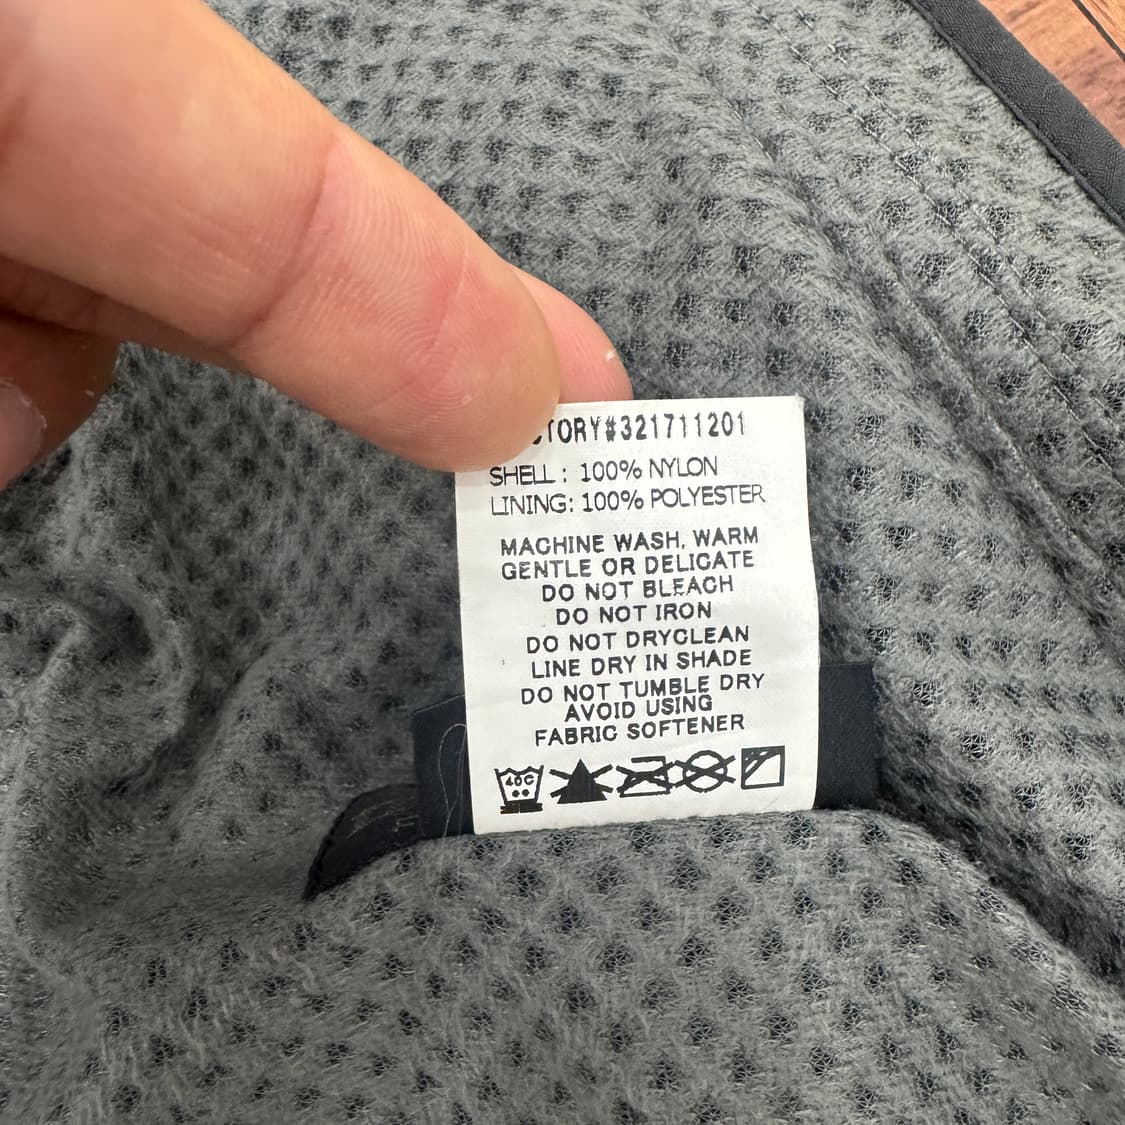 CTORY#321711201
SHELL : 100% NYLON
LINING: 100% POLYESTER
MACHINE WASH, WARM
GENTLE OR DELICATE
DO NOT BLEACH
DO NOT IRON
DO NOT DRYCLEAN
LINE DRY IN SHADE
DO NOT TUMBLE DRY
AVOID USING
FABRIC SOFTENER
40C